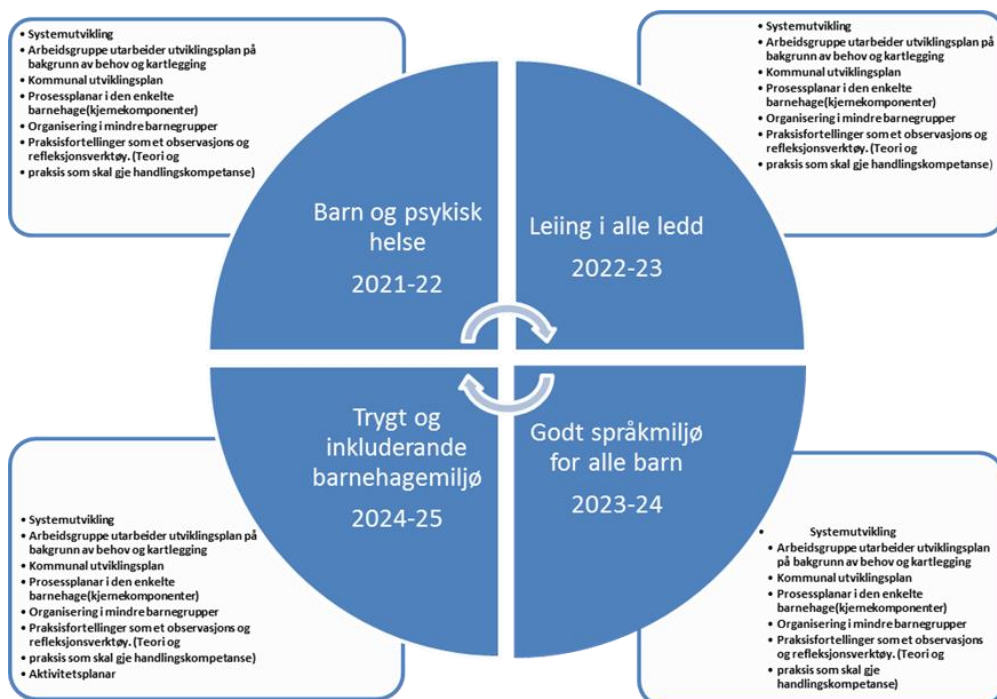 • Systemutvikling
• Arbeidsgruppe utarbeider utviklingsplan på
bakgrunn av behov og kartlegging
• Kommunal utviklingsplan
• Prosessplanar i den enkelte
barnehage(kjernekomponenter)
• Organisering i mindre barnegrupper
• Praksisfortellinger som et observasjons og
refleksjonsverktøy. (Teori og
• praksis som skal gje handlingskompetanse)
• Systemutvikling
• Arbeidsgruppe utarbeider utviklingsplan på
bakgrunn av behov og kartlegging
• Kommunal utviklingsplan
• Prosessplanar i den enkelte
barnehage(kjernekomponenter)
• Organisering i mindre barnegrupper
• Praksisfortellinger som et observasjons og
refleksjonsverktøy. (Teori og
• praksis som skal gje handlingskompetanse)
Barn og psykisk
helse
2021-22
Leiing i alle ledd
2022-23
Trygt og
inkluderande
barnehagemiljø
2024-25
Godt språkmiljø
for alle barn
2023-24
• Systemutvikling
• Arbeidsgruppe utarbeider utviklingsplan på
bakgrunn av behov og kartlegging
• Kommunal utviklingsplan
• Prosessplanar i den enkelte
barnehage(kjernekomponenter)
• Organisering i mindre barnegrupper
• Praksisfortellinger som et observasjons og
refleksjonsverktøy. (Teori og
• praksis som skal gje handlingskompetanse)
• Aktivitetsplanar
• Systemutvikling
• Arbeidsgruppe utarbeider utviklingsplan
på bakgrunn av behov og kartlegging
• Kommunal utviklingsplan
• Prosessplanar i den enkelte
barnehage(kjernekomponenter)
• Organisering i mindre barnegrupper
• Praksisfortellinger som et observasjons
og refleksjonsverktøy. (Teori og
• praksis som skal gje
handlingskompetanse)